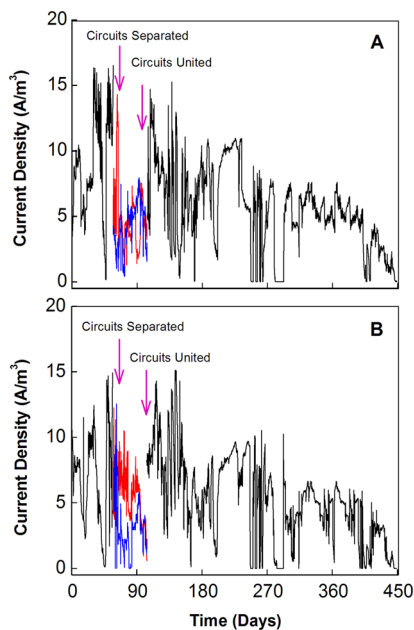 20
Circuits Separated
A
Circuits United
15
10
5
0
Current Density (A/m³)
20
Circuits Separated
B
Circuits United
15
10
5
0
Current Density (A/m³)
0 90 180 270 360 450
Time (Days)